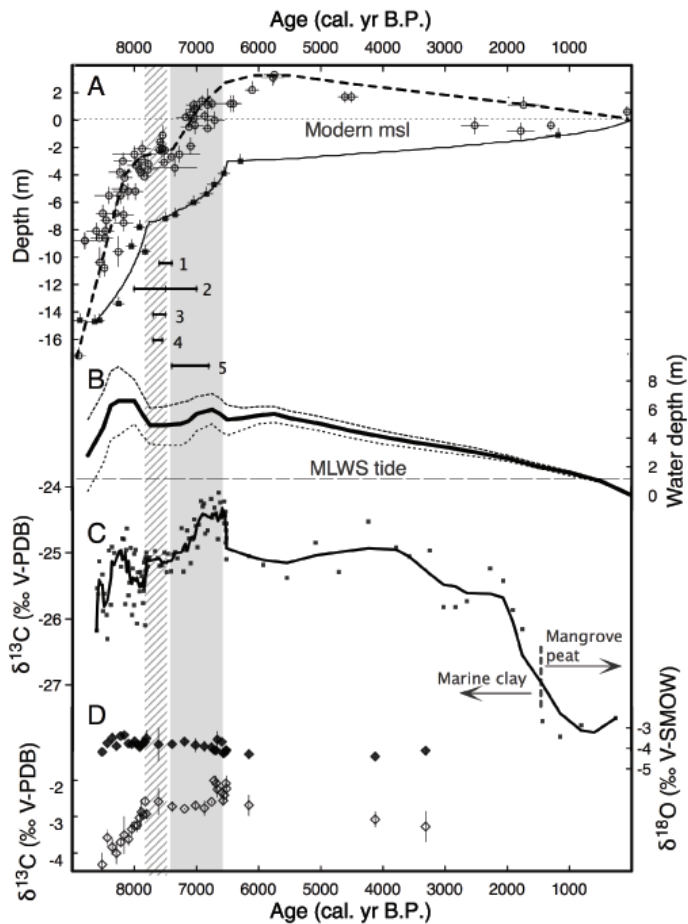 Age (cal. yr B.P.)
8000 7000 6000 5000 4000 3000 2000 1000
A
2
0
-2
-4
-6
-8
-10
-12
-14
-16
Depth (m)
Modern msl
1
2
3
4
5
B
8
6
4
2
0
Water depth (m)
MLWS tide
C
-24
-25
-26
-27
δ¹³C (‰ V-PDB)
Mangrove
peat
Marine clay
D
-3
-4
-5
δ¹⁸O (‰ V-SMOW)
-2
-3
-4
δ¹³C (‰ V-PDB)
8000 7000 6000 5000 4000 3000 2000 1000
Age (cal. yr B.P.)